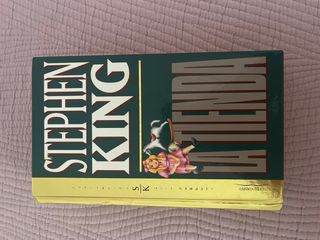 STEPHEN
KING
LA TIENDA
S
K